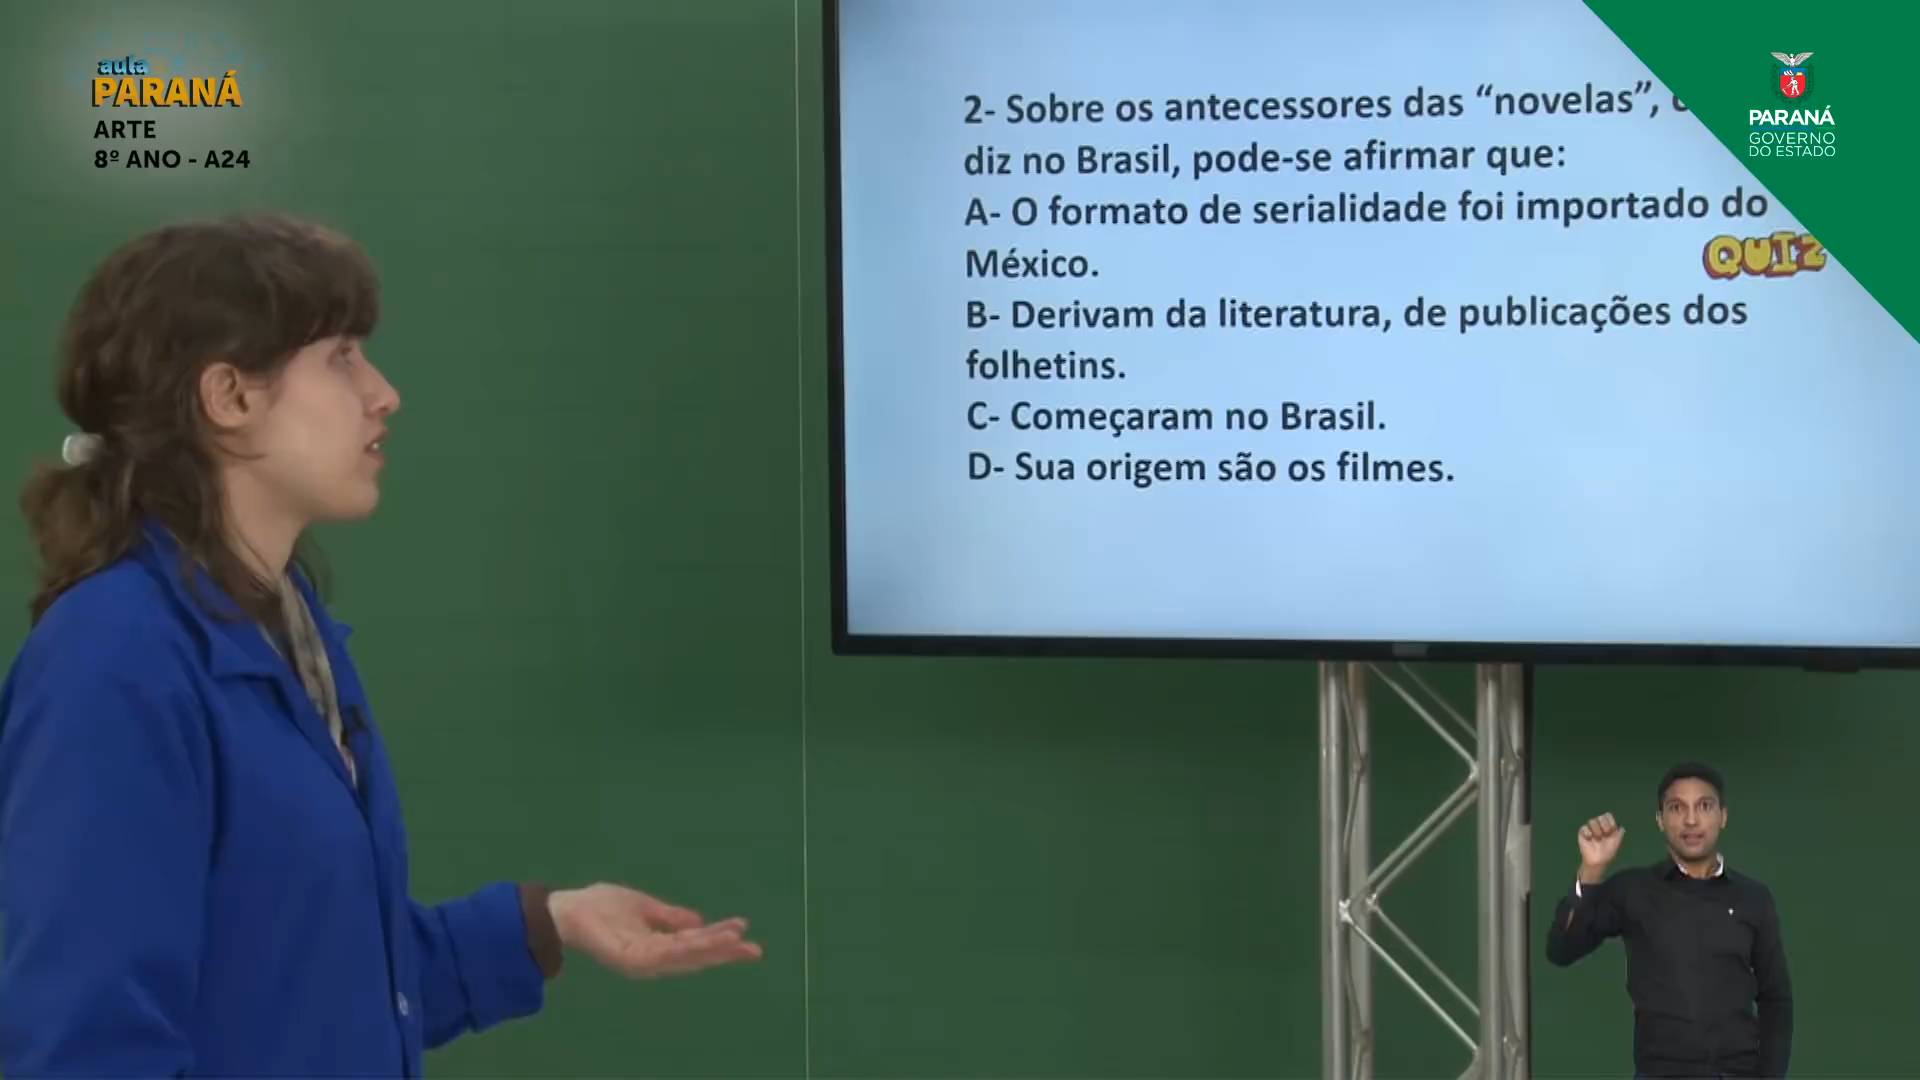 aula
PARANÁ
ARTE
8º ANO - A24
2- Sobre os antecessores das “novelas”,
diz no Brasil, pode-se afirmar que:
A- O formato de serialidade foi importado do
México.
QUIZ
B- Derivam da literatura, de publicações dos
folhetins.
C- Começaram no Brasil.
D- Sua origem são os filmes.
PARANÁ
GOVERNO
DO ESTADO